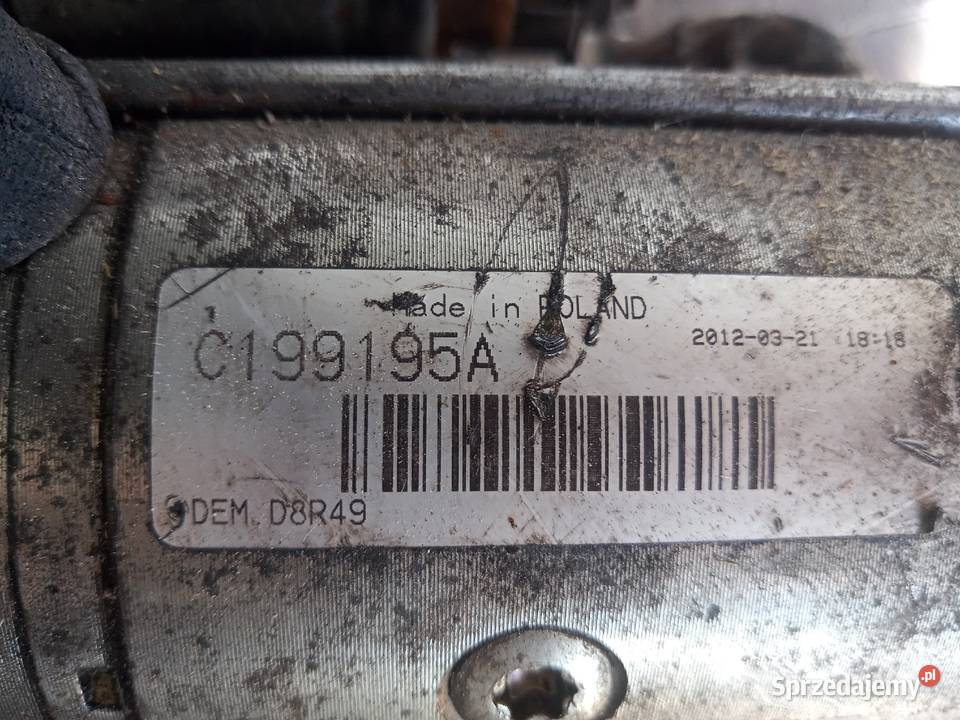 Made in POLAND
C199195A
2012-03-21 18:18
DEM. D8R49
Sprzedajemy.pl